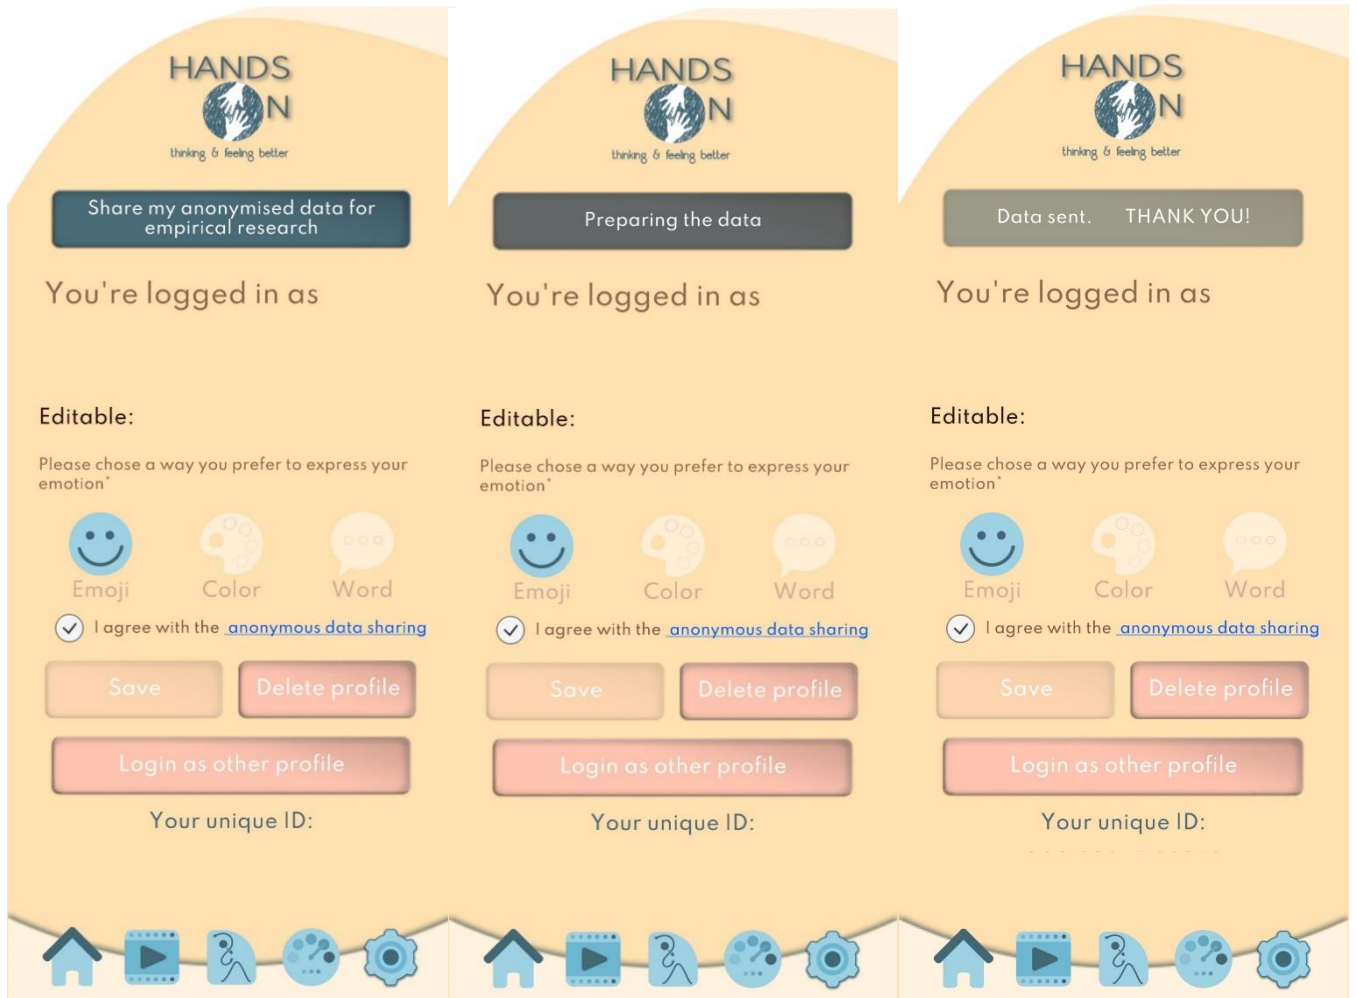 HANDS
ON
thinking & feeling better
Share my anonymised data for
empirical research
You're logged in as
Editable:
Please chose a way you prefer to express your
emotion*
Emoji Color Word
I agree with the anonymous data sharing
Save Delete profile
Login as other profile
Your unique ID:
HANDS
ON
thinking & feeling better
Preparing the data
You're logged in as
Editable:
Please chose a way you prefer to express your
emotion*
Emoji Color Word
I agree with the anonymous data sharing
Save Delete profile
Login as other profile
Your unique ID:
HANDS
ON
thinking & feeling better
Data sent. THANK YOU!
You're logged in as
Editable:
Please chose a way you prefer to express your
emotion*
Emoji Color Word
I agree with the anonymous data sharing
Save Delete profile
Login as other profile
Your unique ID: